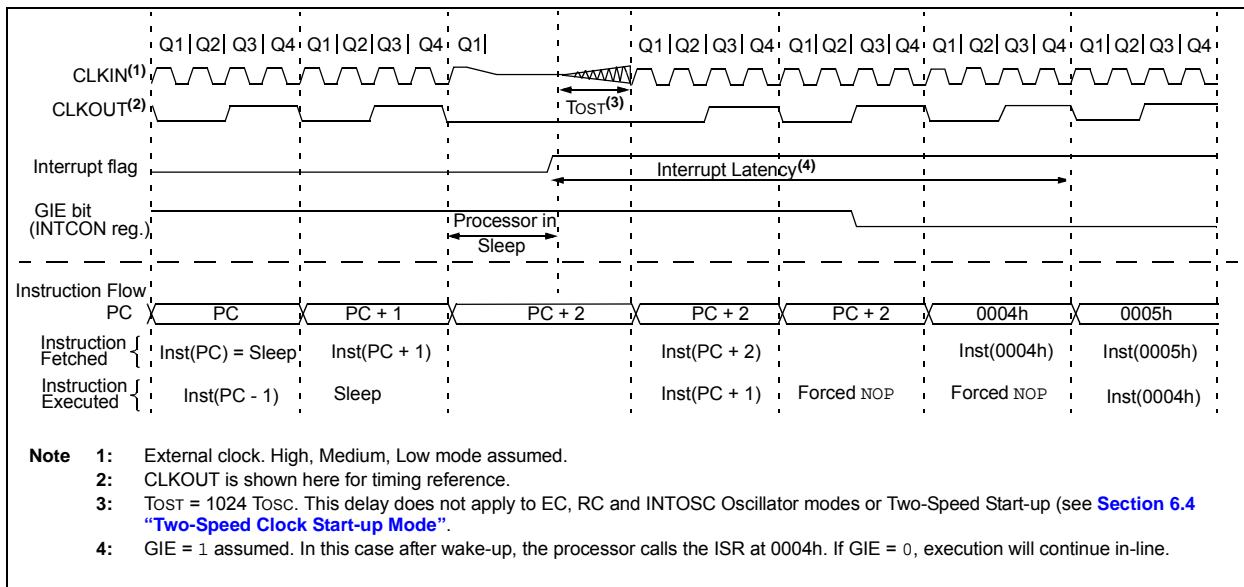 Q1| Q2| Q3| Q4 Q1| Q2| Q3| Q4 Q1| Q1| Q2| Q3| Q4 Q1| Q2| Q3| Q4 Q1| Q2| Q3| Q4 Q1| Q2| Q3| Q4
CLKIN(1)
CLKOUT(2)
TOST(3)
Interrupt flag
Interrupt Latency(4)
GIE bit
(INTCON reg.)
Processor in
Sleep
Instruction Flow
PC PC PC + 1 PC + 2 PC + 2 PC + 2 0004h 0005h
Instruction
Fetched { Inst(PC) = Sleep Inst(PC + 1) Inst(PC + 2) Inst(0004h) Inst(0005h)
Instruction
Executed { Inst(PC - 1) Sleep Inst(PC + 1) Forced NOP Forced NOP Inst(0004h)
Note 1: External clock. High, Medium, Low mode assumed.
2: CLKOUT is shown here for timing reference.
3: TOST = 1024 TOSC. This delay does not apply to EC, RC and INTOSC Oscillator modes or Two-Speed Start-up (see Section 6.4
“Two-Speed Clock Start-up Mode”.
4: GIE = 1 assumed. In this case after wake-up, the processor calls the ISR at 0004h. If GIE = 0, execution will continue in-line.